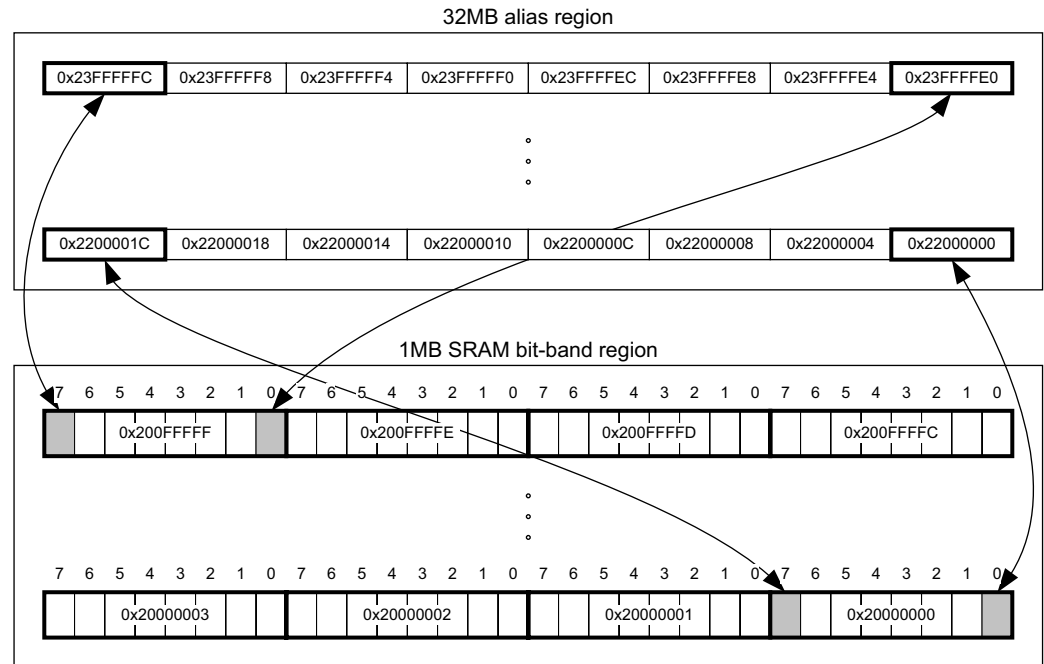 32MB alias region
0x23FFFFFC 0x23FFFFF8 0x23FFFFF4 0x23FFFFF0 0x23FFFFEC 0x23FFFFE8 0x23FFFFE4 0x23FFFFE0
0x2200001C 0x22000018 0x22000014 0x22000010 0x2200000C 0x22000008 0x22000004 0x22000000
1MB SRAM bit-band region
7 6 5 4 3 2 1 0 7 6 5 4 3 2 1 0 7 6 5 4 3 2 1 0 7 6 5 4 3 2 1 0
0x200FFFFF 0x200FFFFE 0x200FFFFD 0x200FFFFC
7 6 5 4 3 2 1 0 7 6 5 4 3 2 1 0 7 6 5 4 3 2 1 0 7 6 5 4 3 2 1 0
0x20000003 0x20000002 0x20000001 0x20000000